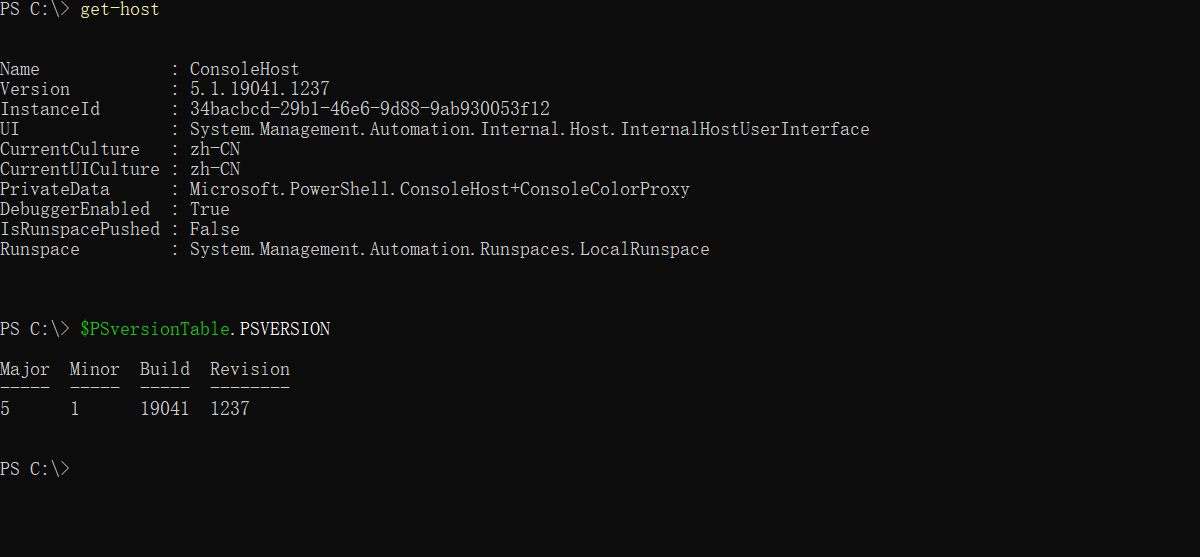 PS C:\> get-host
Name : ConsoleHost
Version : 5.1.19041.1237
InstanceId : 34bacbcd-29b1-46e6-9d88-9ab930053f12
UI : System.Management.Automation.Internal.Host.InternalHostUserInterface
CurrentCulture : zh-CN
CurrentUICulture : zh-CN
PrivateData : Microsoft.PowerShell.ConsoleHost+ConsoleColorProxy
DebuggerEnabled : True
IsRunspacePushed : False
Runspace : System.Management.Automation.Runspaces.LocalRunspace
PS C:\> $PSversionTable.PSVERSION
Major Minor Build Revision
----- ----- ----- --------
5 1 19041 1237
PS C:\>